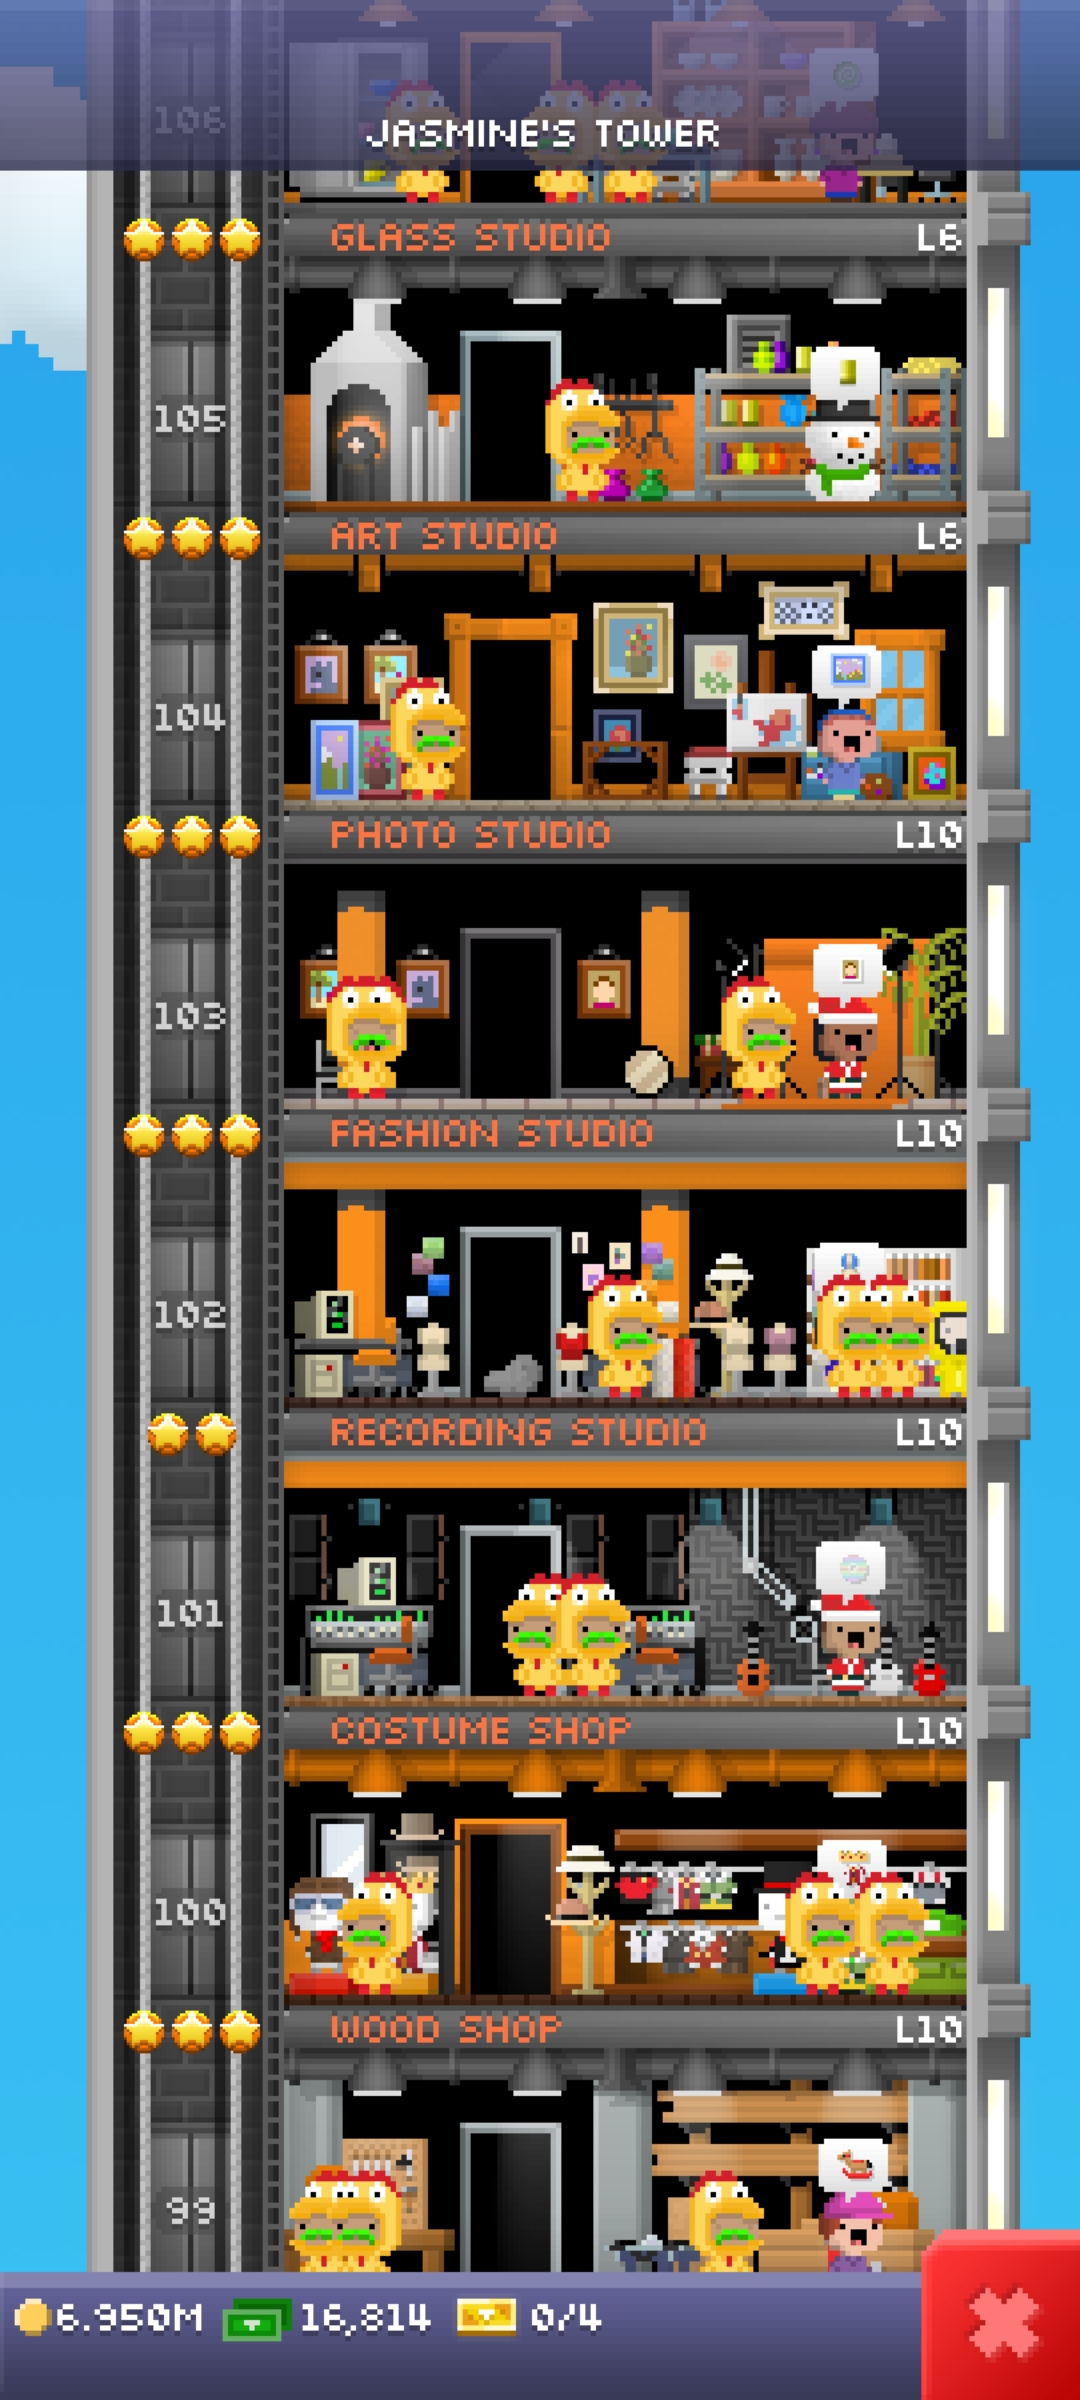 106
JASMINE'S TOWER
GLASS STUDIO L6
105
ART STUDIO L6
104
PHOTO STUDIO L10
103
FASHION STUDIO L10
102
RECORDING STUDIO L10
101
COSTUME SHOP L10
100
WOOD SHOP L10
99
6.950M 16,814 0/4